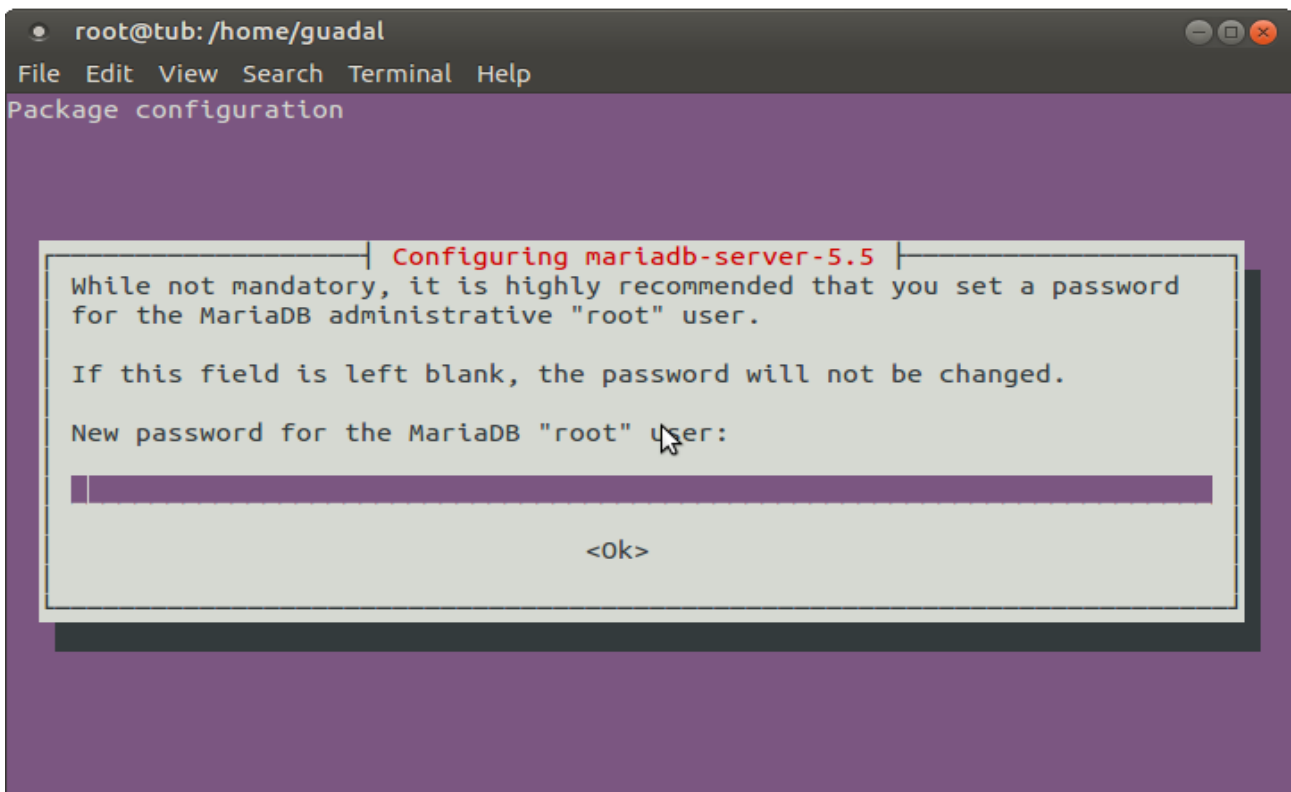 root@tub: /home/guadal
File Edit View Search Terminal Help
Package configuration
Configuring mariadb-server-5.5
While not mandatory, it is highly recommended that you set a password
for the MariaDB administrative "root" user.
If this field is left blank, the password will not be changed.
New password for the MariaDB "root" user:
<Ok>